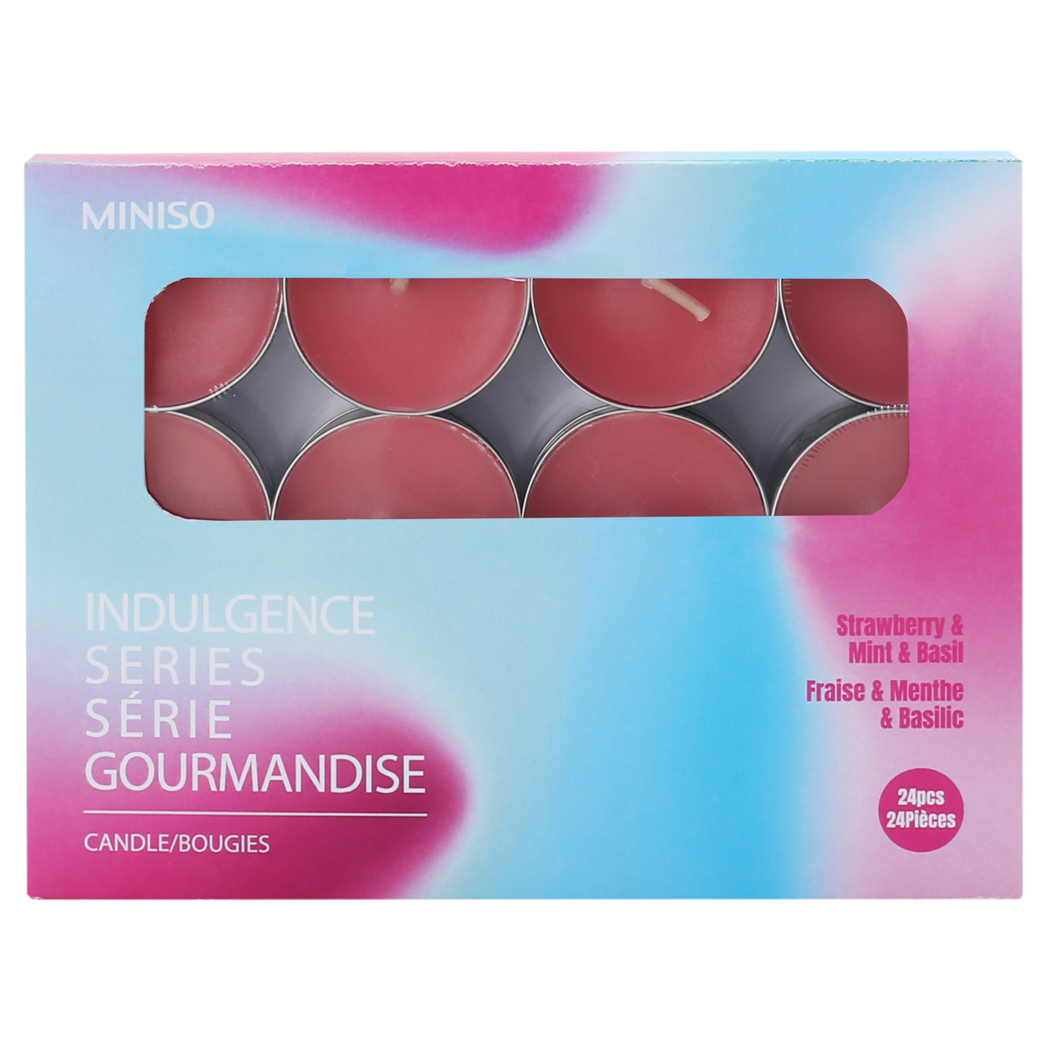 MINISO
INDULGENCE
SERIES
SÉRIE
GOURMANDISE
CANDLE/BOUGIES
Strawberry &
Mint & Basil
Fraise & Menthe
& Basilic
24pcs
24Pièces